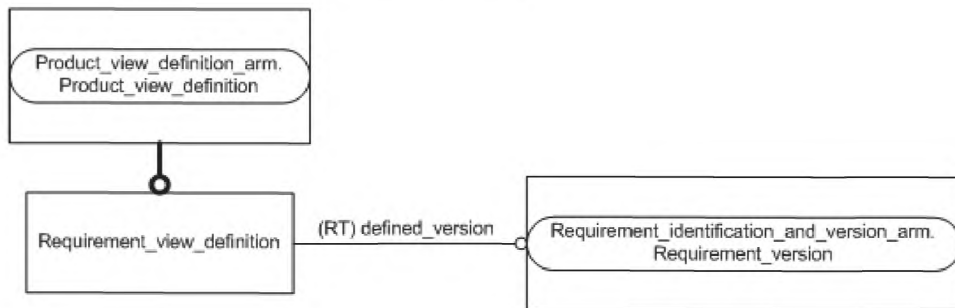 Product_view_definition_arm.
Product_view_definition
Requirement_view_definition
(RT) defined_version
Requirement_identification_and_version_arm.
Requirement_version